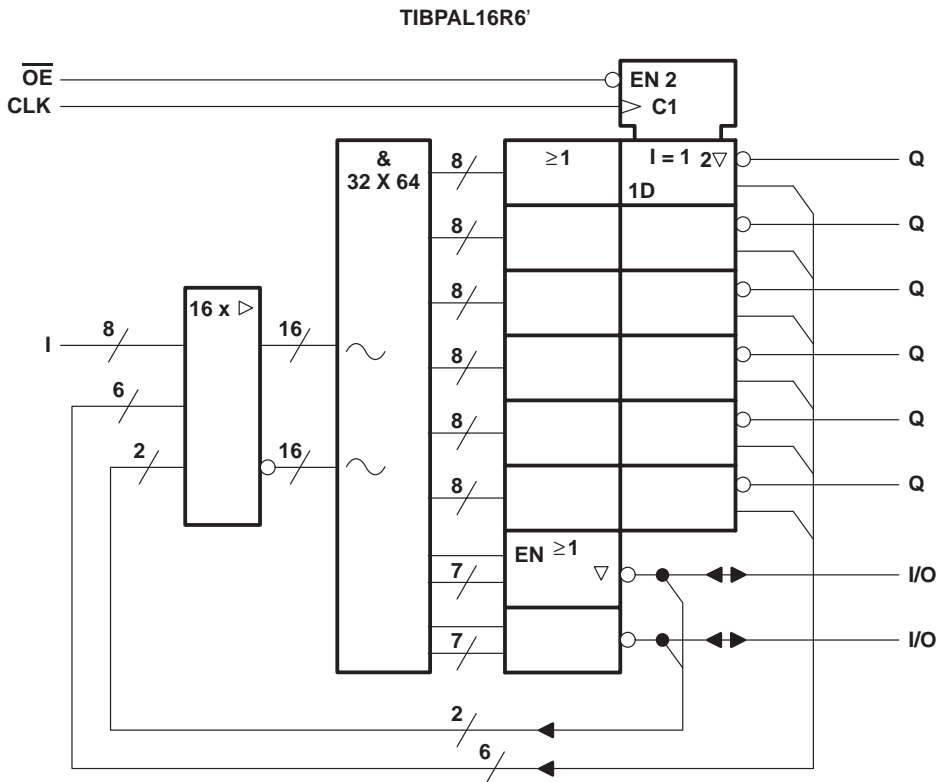 TIBPAL16R6’
OE
EN 2
CLK
C1
&
32 X 64
8
≥1
I = 1 2▽
1D
Q
8
Q
8
Q
16 x ▷
I
8
16
8
Q
6
8
Q
2
16
8
Q
EN ≥1
▽
7
I/O
7
I/O
2
6